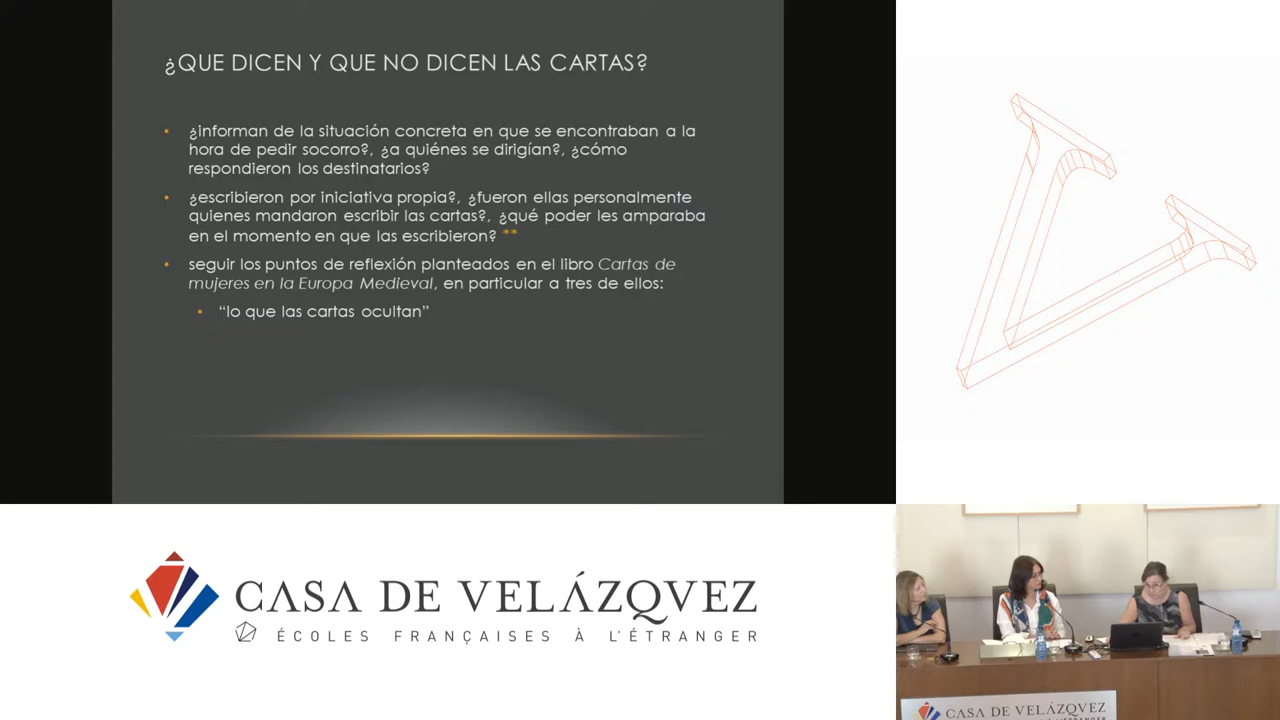 ¿QUE DICEN Y QUE NO DICEN LAS CARTAS?
• ¿informan de la situación concreta en que se encontraban a la
hora de pedir socorro?, ¿a quiénes se dirigían?, ¿cómo
respondieron los destinatarios?
• ¿escribieron por iniciativa propia?, ¿fueron ellas personalmente
quienes mandaron escribir las cartas?, ¿qué poder les amparaba
en el momento en que las escribieron? **
• seguir los puntos de reflexión planteados en el libro Cartas de
mujeres en la Europa Medieval, en particular a tres de ellos:
• “lo que las cartas ocultan”
CASA DE VELÁZQVEZ
ÉCOLES FRANÇAISES À L'ÉTRANGER
CASA DE VELÁZQVEZ